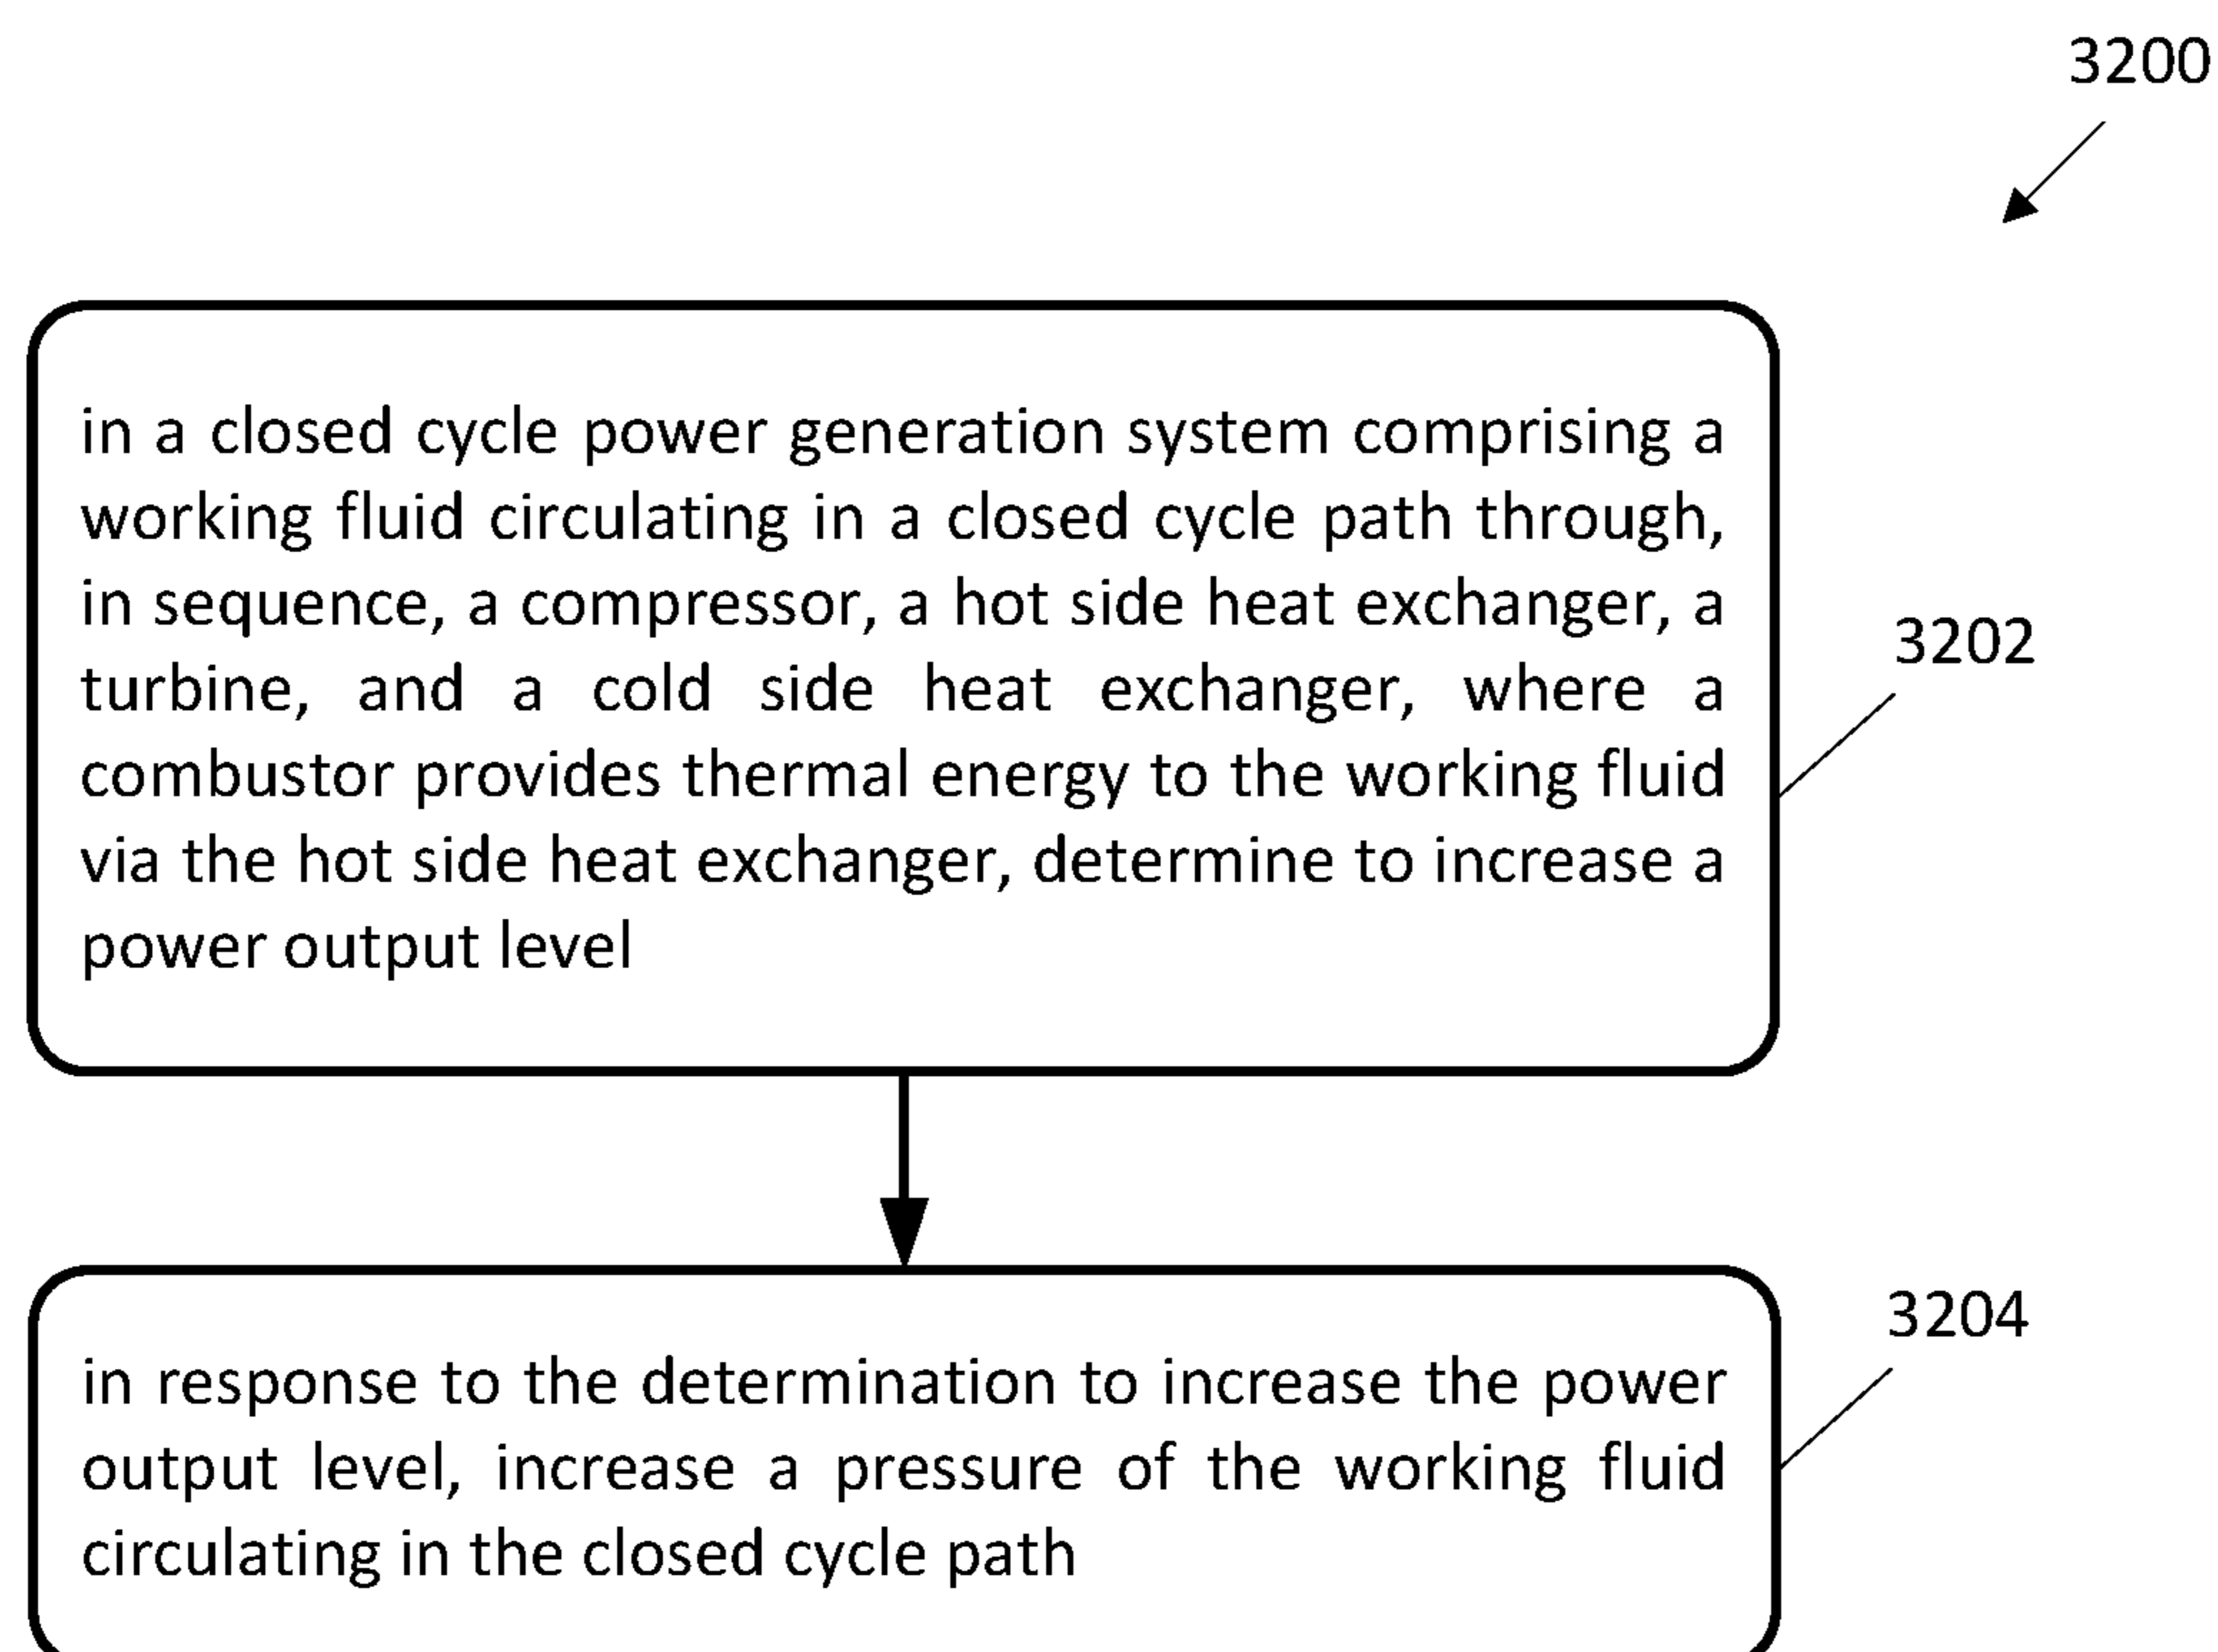 3200
in a closed cycle power generation system comprising a
working fluid circulating in a closed cycle path through,
in sequence, a compressor, a hot side heat exchanger, a
turbine, and a cold side heat exchanger, where a
combustor provides thermal energy to the working fluid
via the hot side heat exchanger, determine to increase a
power output level
3202
in response to the determination to increase the power
output level, increase a pressure of the working fluid
circulating in the closed cycle path
3204